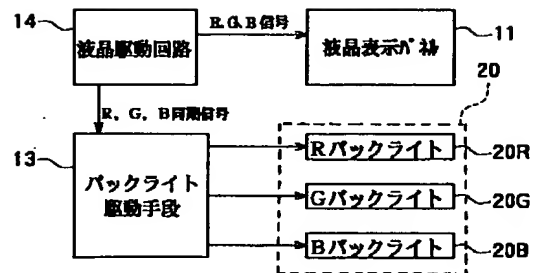 14
液晶駆動回路
R.G.B信号
液晶表示パネル
11
20
R, G, B同期信号
13
バックライト
駆動手段
Rバックライト
20R
Gバックライト
20G
Bバックライト
20B